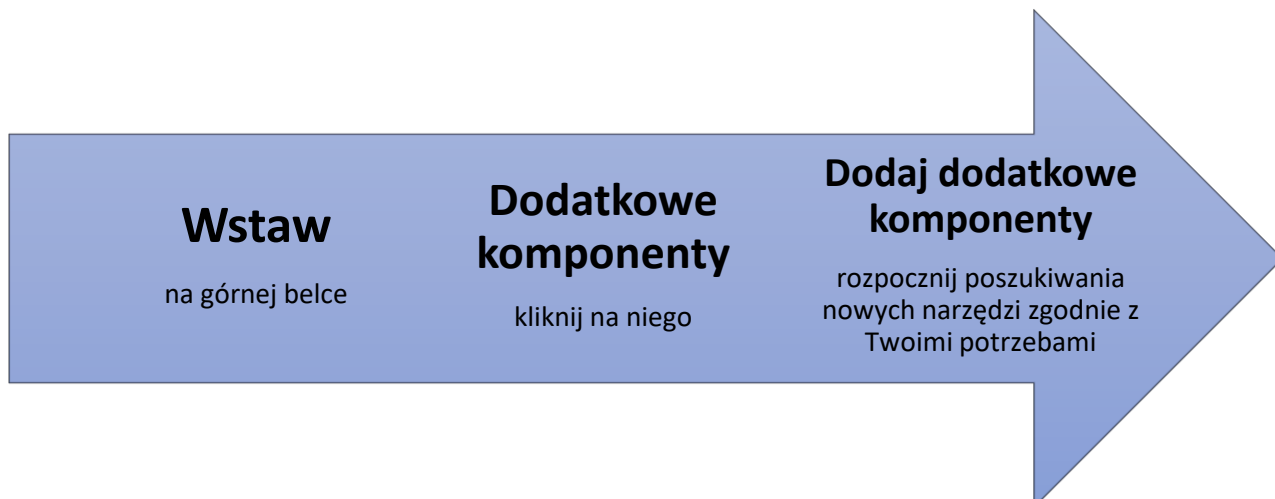 Wstaw
na górnej belce
Dodatkowe
komponenty
kliknij na niego
Dodaj dodatkowe
komponenty
rozpocznij poszukiwania
nowych narzędzi zgodnie z
Twoimi potrzebami